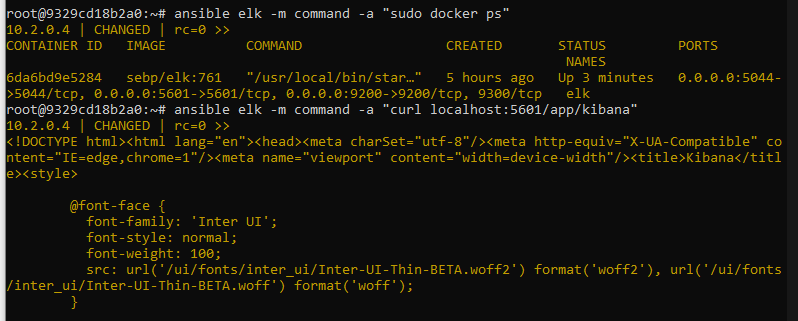 root@9329cd18b2a0:~# ansible elk -m command -a "sudo docker ps"
10.2.0.4 | CHANGED | rc=0 >>
CONTAINER ID   IMAGE          COMMAND                  CREATED       STATUS         PORTS
                                                                      NAMES
6da6bd9e5284   sebp/elk:761   "/usr/local/bin/star…"   5 hours ago   Up 3 minutes   0.0.0.0:5044-
>5044/tcp, 0.0.0.0:5601->5601/tcp, 0.0.0.0:9200->9200/tcp, 9300/tcp   elk
root@9329cd18b2a0:~# ansible elk -m command -a "curl localhost:5601/app/kibana"
10.2.0.4 | CHANGED | rc=0 >>
<!DOCTYPE html><html lang="en"><head><meta charSet="utf-8"/><meta http-equiv="X-UA-Compatible" co
ntent="IE=edge,chrome=1"/><meta name="viewport" content="width=device-width"/><title>Kibana</titl
e><style>
        @font-face {
          font-family: 'Inter UI';
          font-style: normal;
          font-weight: 100;
          src: url('/ui/fonts/inter_ui/Inter-UI-Thin-BETA.woff2') format('woff2'), url('/ui/fonts
/inter_ui/Inter-UI-Thin-BETA.woff') format('woff');
        }